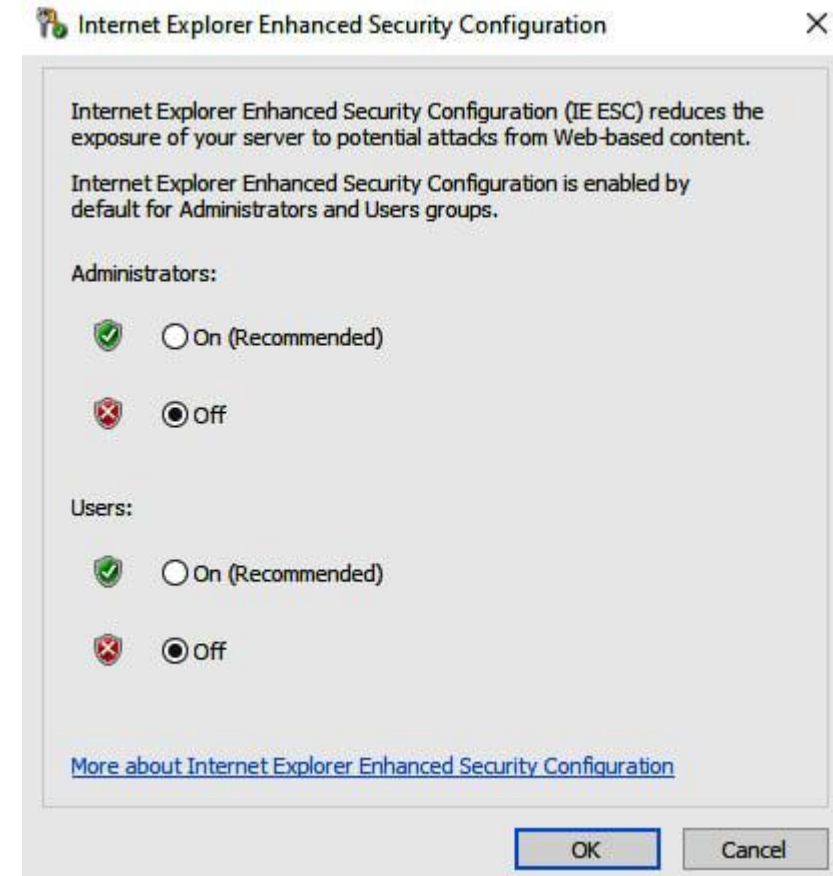 Internet Explorer Enhanced Security Configuration
Internet Explorer Enhanced Security Configuration (IE ESC) reduces the
exposure of your server to potential attacks from Web-based content.
Internet Explorer Enhanced Security Configuration is enabled by
default for Administrators and Users groups.
Administrators:
On (Recommended)
Off
Users:
On (Recommended)
Off
More about Internet Explorer Enhanced Security Configuration
OK Cancel